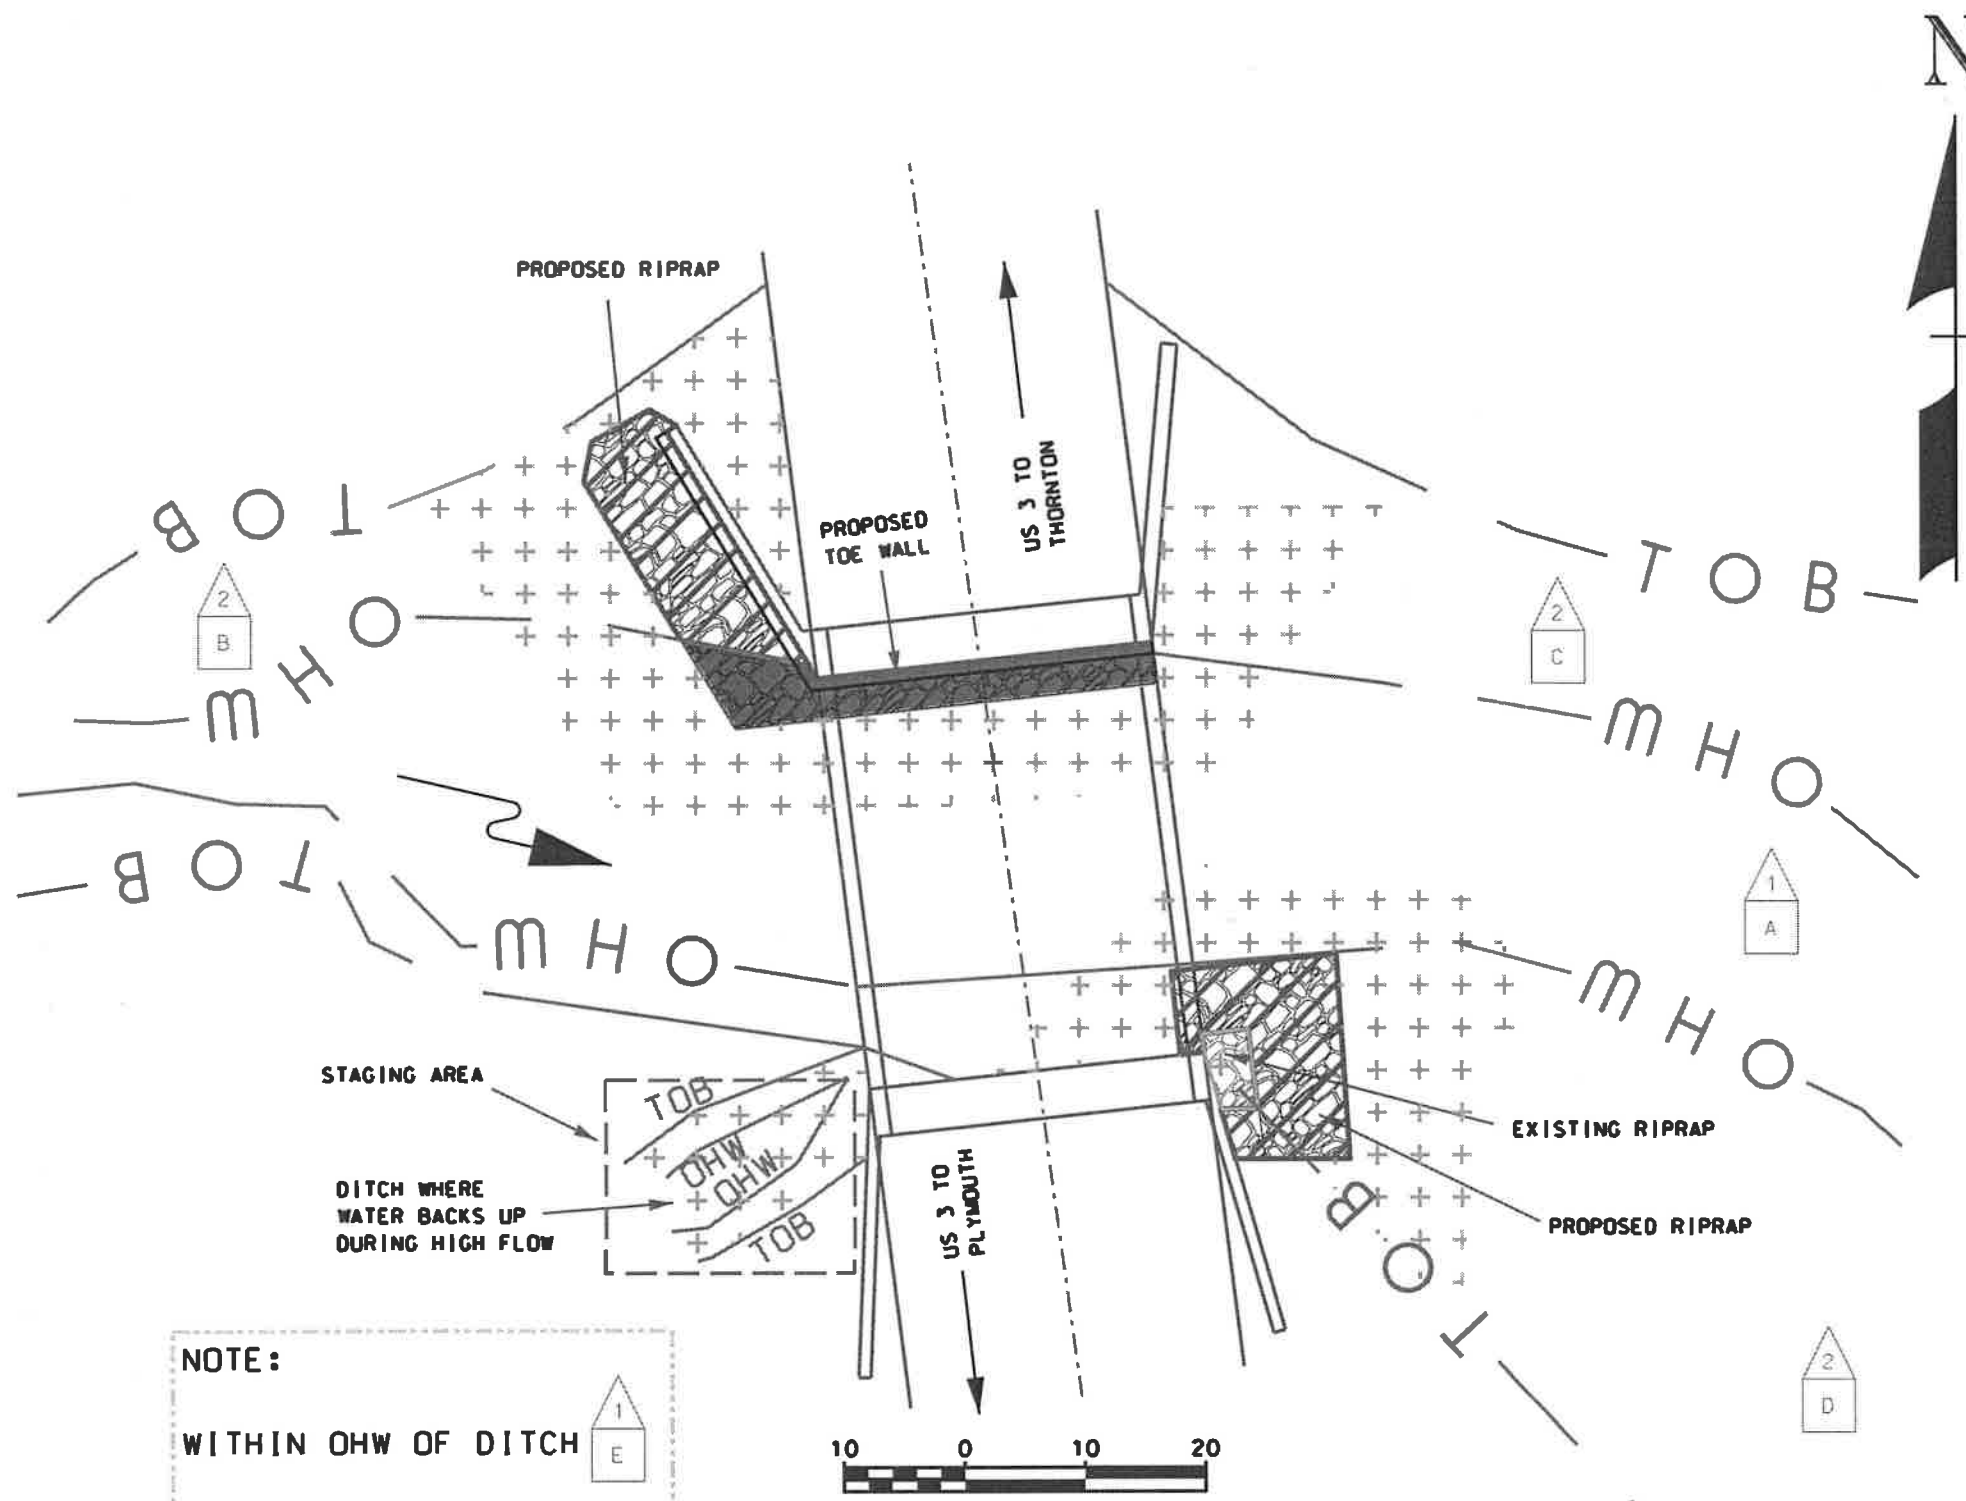 N
PROPOSED RIPRAP
US 3 TO
THORNTON
PROPOSED
TOE WALL
TOB
TOB
2
B
2
C
OHW
OHW
TOB
OHW
1
A
OHW
STAGING AREA
TOB
OHW
OHW
TOB
DITCH WHERE
WATER BACKS UP
DURING HIGH FLOW
EXISTING RIPRAP
PROPOSED RIPRAP
US 3 TO
PLYMOUTH
TOB
2
D
NOTE:
WITHIN OHW OF DITCH
1
E
10 0 10 20